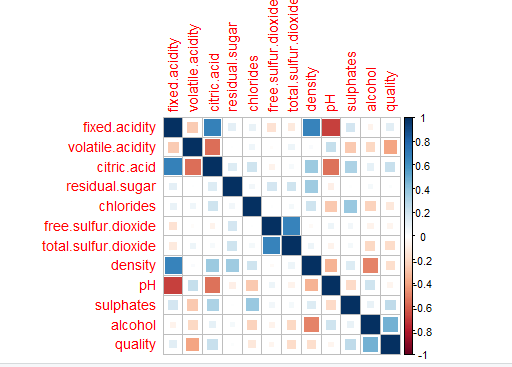 fixed.acidity
volatile.acidity
citric.acid
residual.sugar
chlorides
free.sulfur.dioxide
total.sulfur.dioxide
density
pH
sulphates
alcohol
quality
fixed.acidity
volatile.acidity
citric.acid
residual.sugar
chlorides
free.sulfur.dioxide
total.sulfur.dioxide
density
pH
sulphates
alcohol
quality
1
0.8
0.6
0.4
0.2
0
-0.2
-0.4
-0.6
-0.8
-1